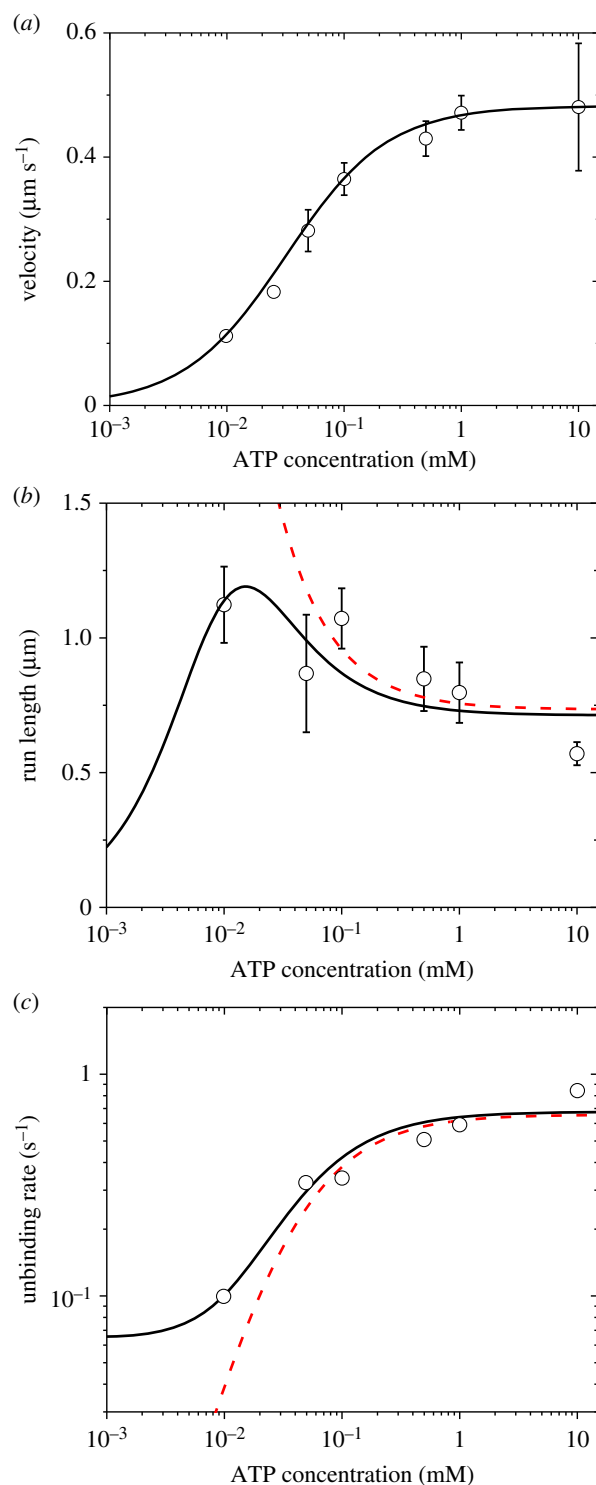 (a)
0.6
0.4
0.2
0
velocity (μm s⁻¹)
10⁻³ 10⁻² 10⁻¹ 1 10
ATP concentration (mM)
(b)
1.5
1.0
0.5
0
run length (μm)
10⁻³ 10⁻² 10⁻¹ 1 10
ATP concentration (mM)
(c)
1
10⁻¹
unbinding rate (s⁻¹)
10⁻³ 10⁻² 10⁻¹ 1 10
ATP concentration (mM)